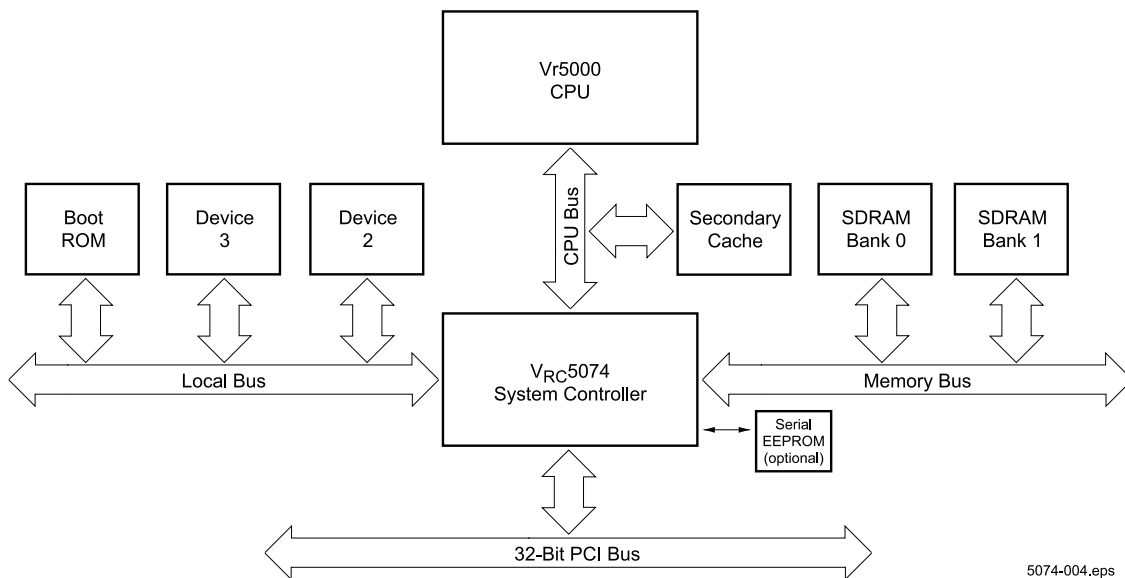 Vr5000
CPU
CPU Bus
Boot
ROM
Device
3
Device
2
Secondary
Cache
SDRAM
Bank 0
SDRAM
Bank 1
Local Bus
VRC5074
System Controller
Memory Bus
Serial
EEPROM
(optional)
32-Bit PCI Bus
5074-004.eps